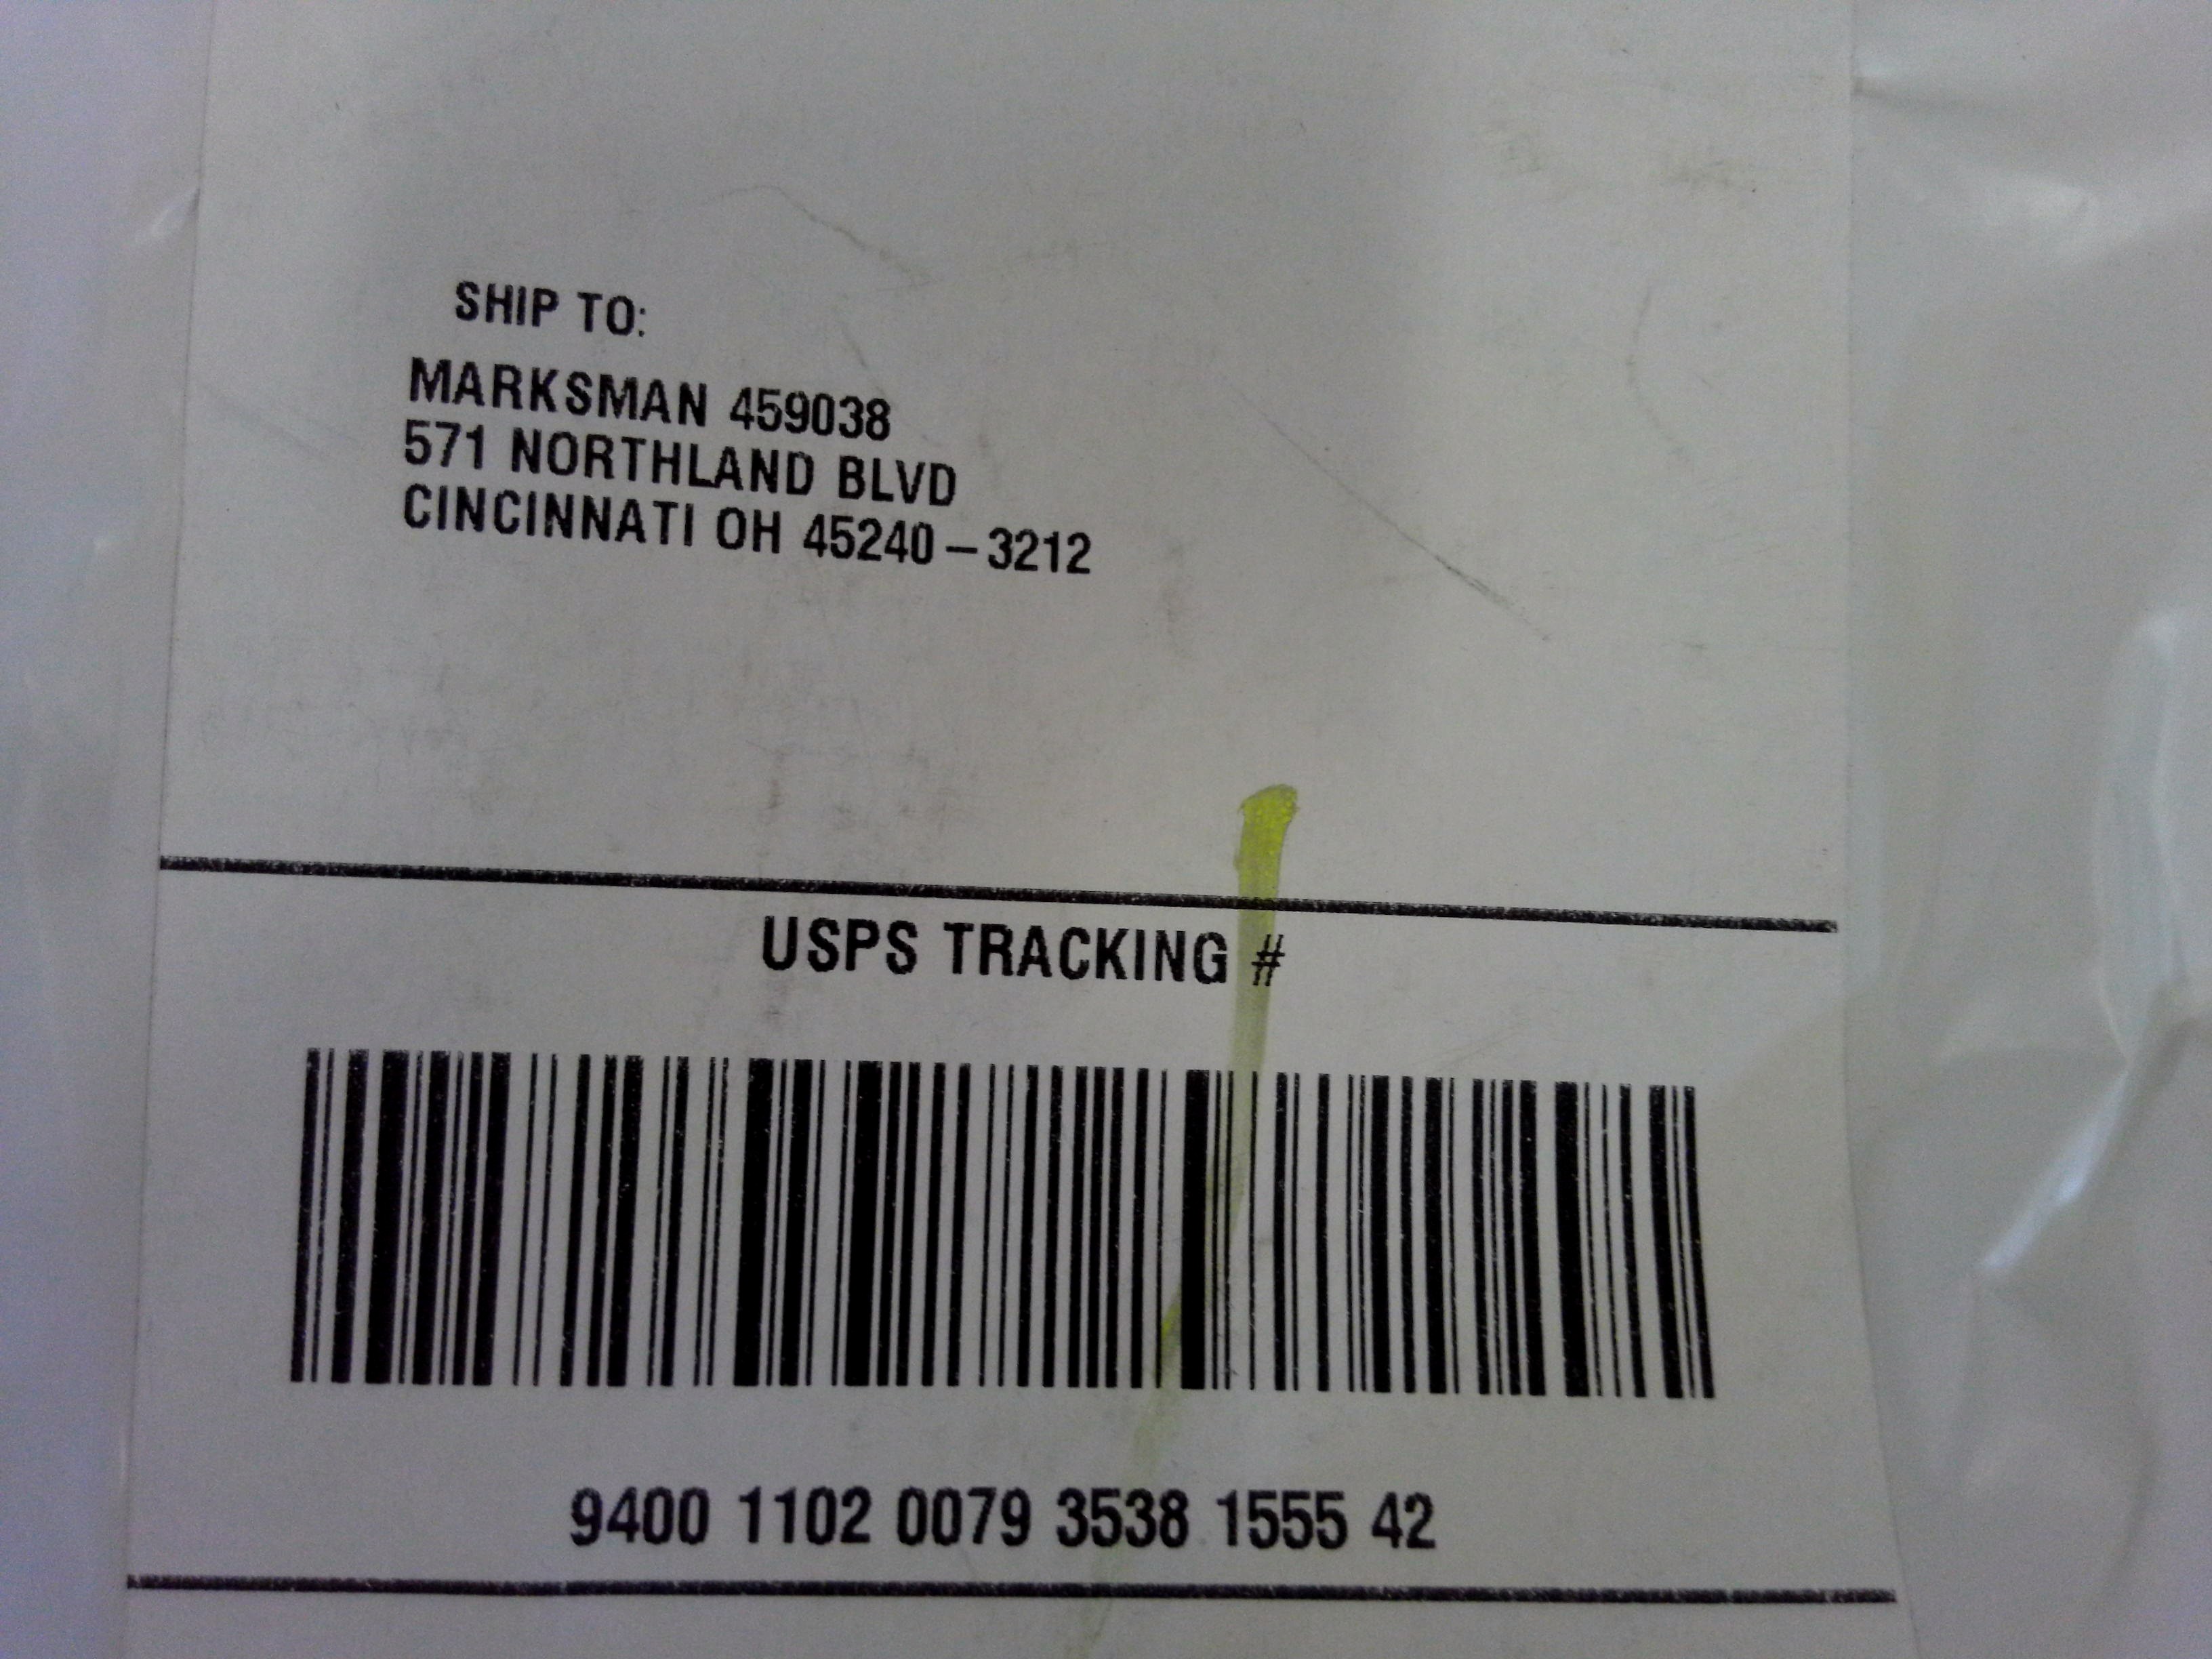 SHIP TO:
MARKSMAN 459038
571 NORTHLAND BLVD
CINCINNATI OH 45240-3212
USPS TRACKING #
9400 1102 0079 3538 1555 42